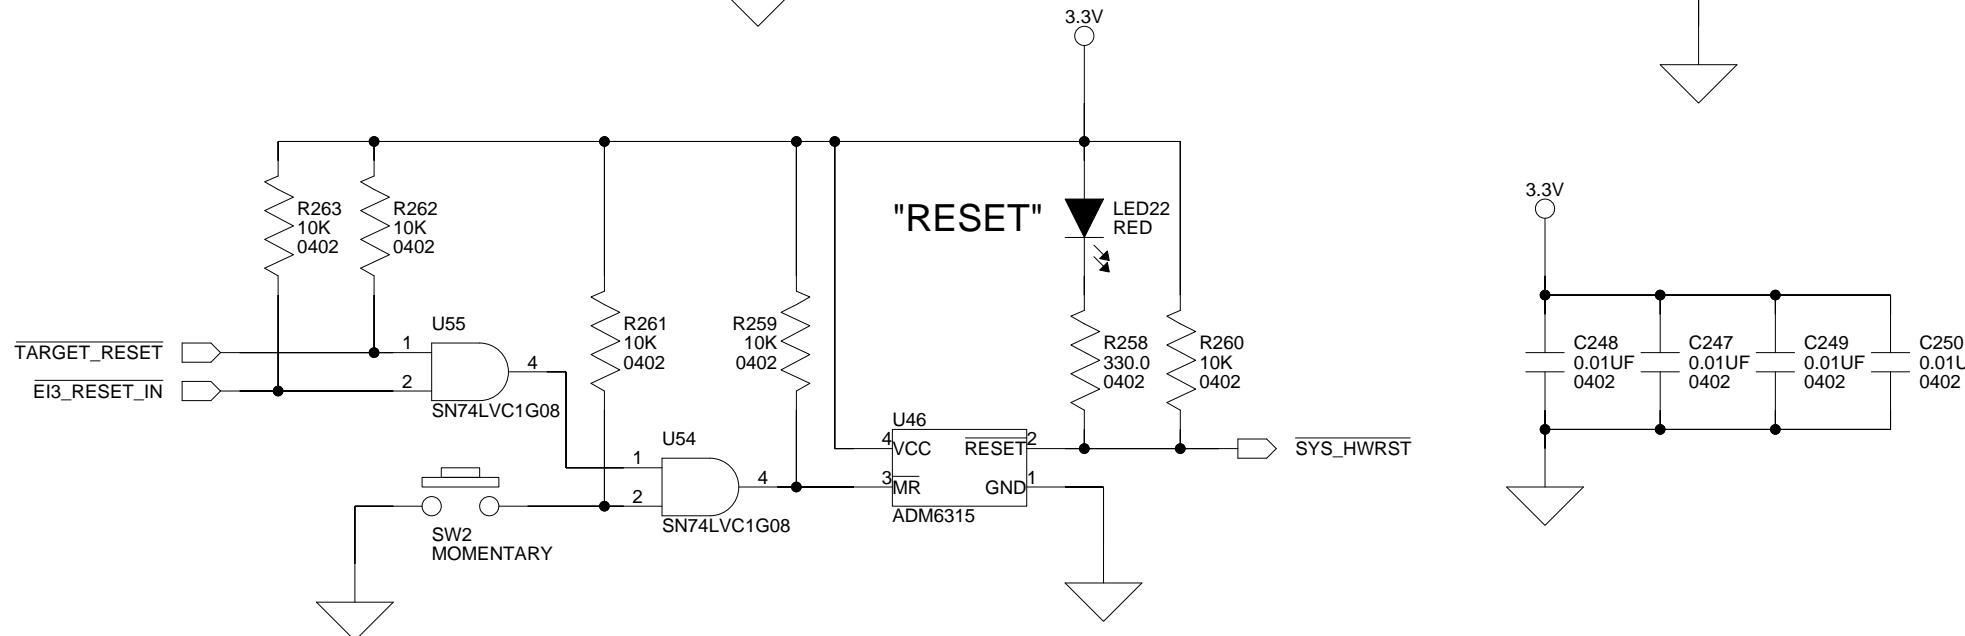 3.3V
R263
10K
0402
R262
10K
0402
"RESET"
LED22
RED
3.3V
U55
TARGET_RESET
1
4
EI3_RESET_IN
2
SN74LVC1G08
R261
10K
0402
R259
10K
0402
R258
330.0
0402
R260
10K
0402
C248
0.01UF
0402
C247
0.01UF
0402
C249
0.01UF
0402
C250
0.01U
0402
U54
1
4
2
SN74LVC1G08
SW2
MOMENTARY
U46
4
VCC
RESET
2
3
MR
GND
1
ADM6315
SYS_HWRST